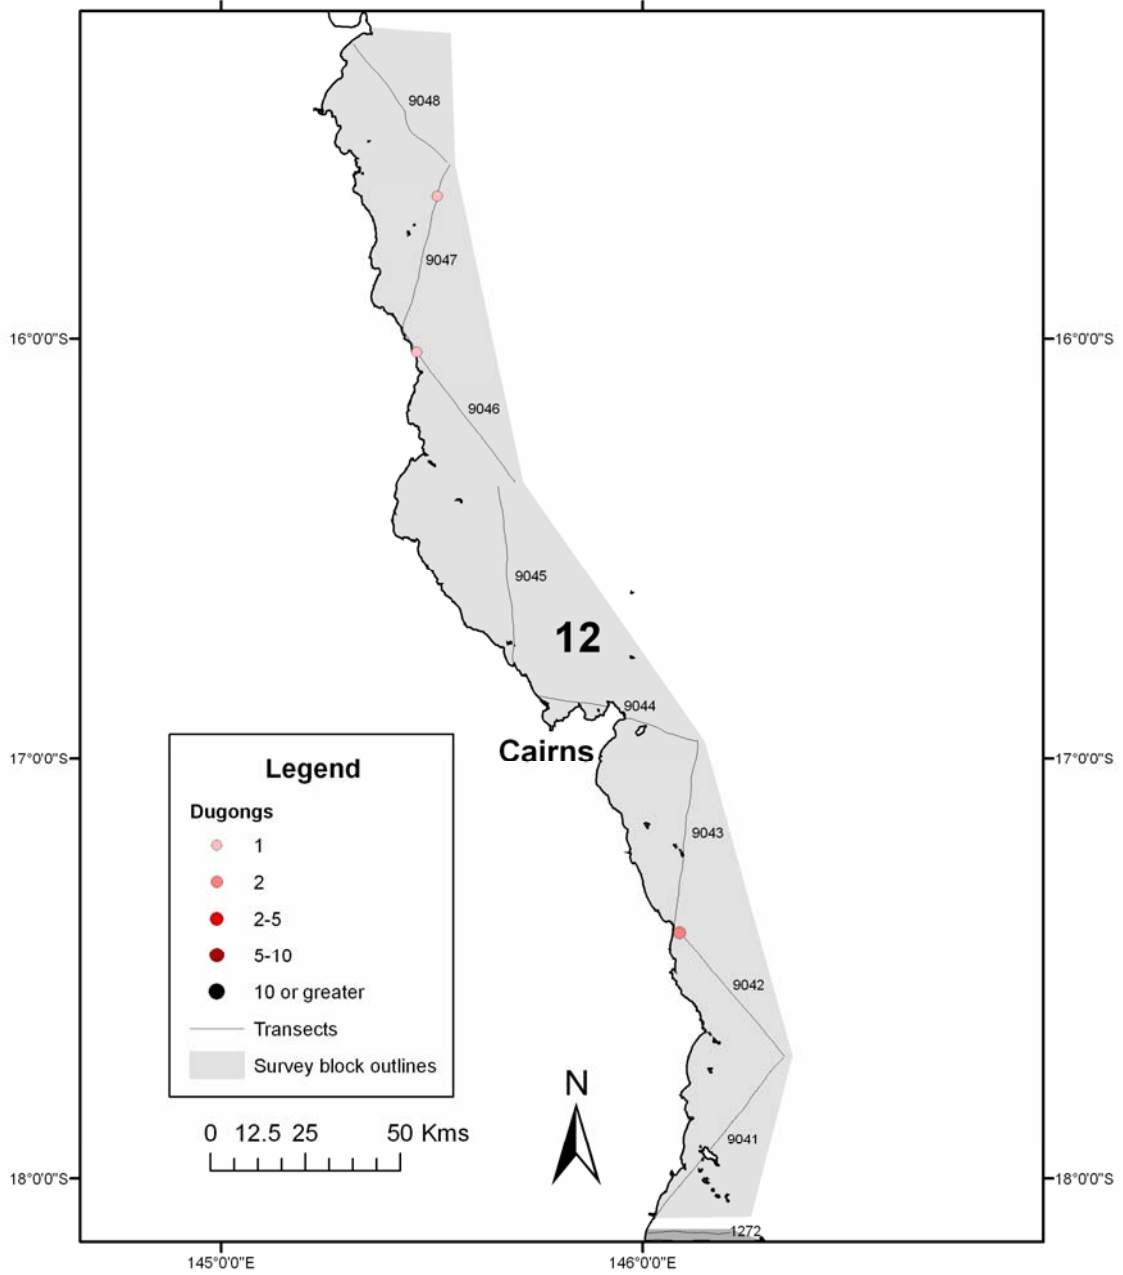 9048
9047
16°0'0"S
16°0'0"S
9046
9045
12
9044
Cairns
17°0'0"S
17°0'0"S
Legend
Dugongs
1
2
2-5
5-10
10 or greater
Transects
Survey block outlines
9043
9042
N
0 12.5 25 50 Kms
9041
18°0'0"S
18°0'0"S
1272
145°0'0"E
146°0'0"E